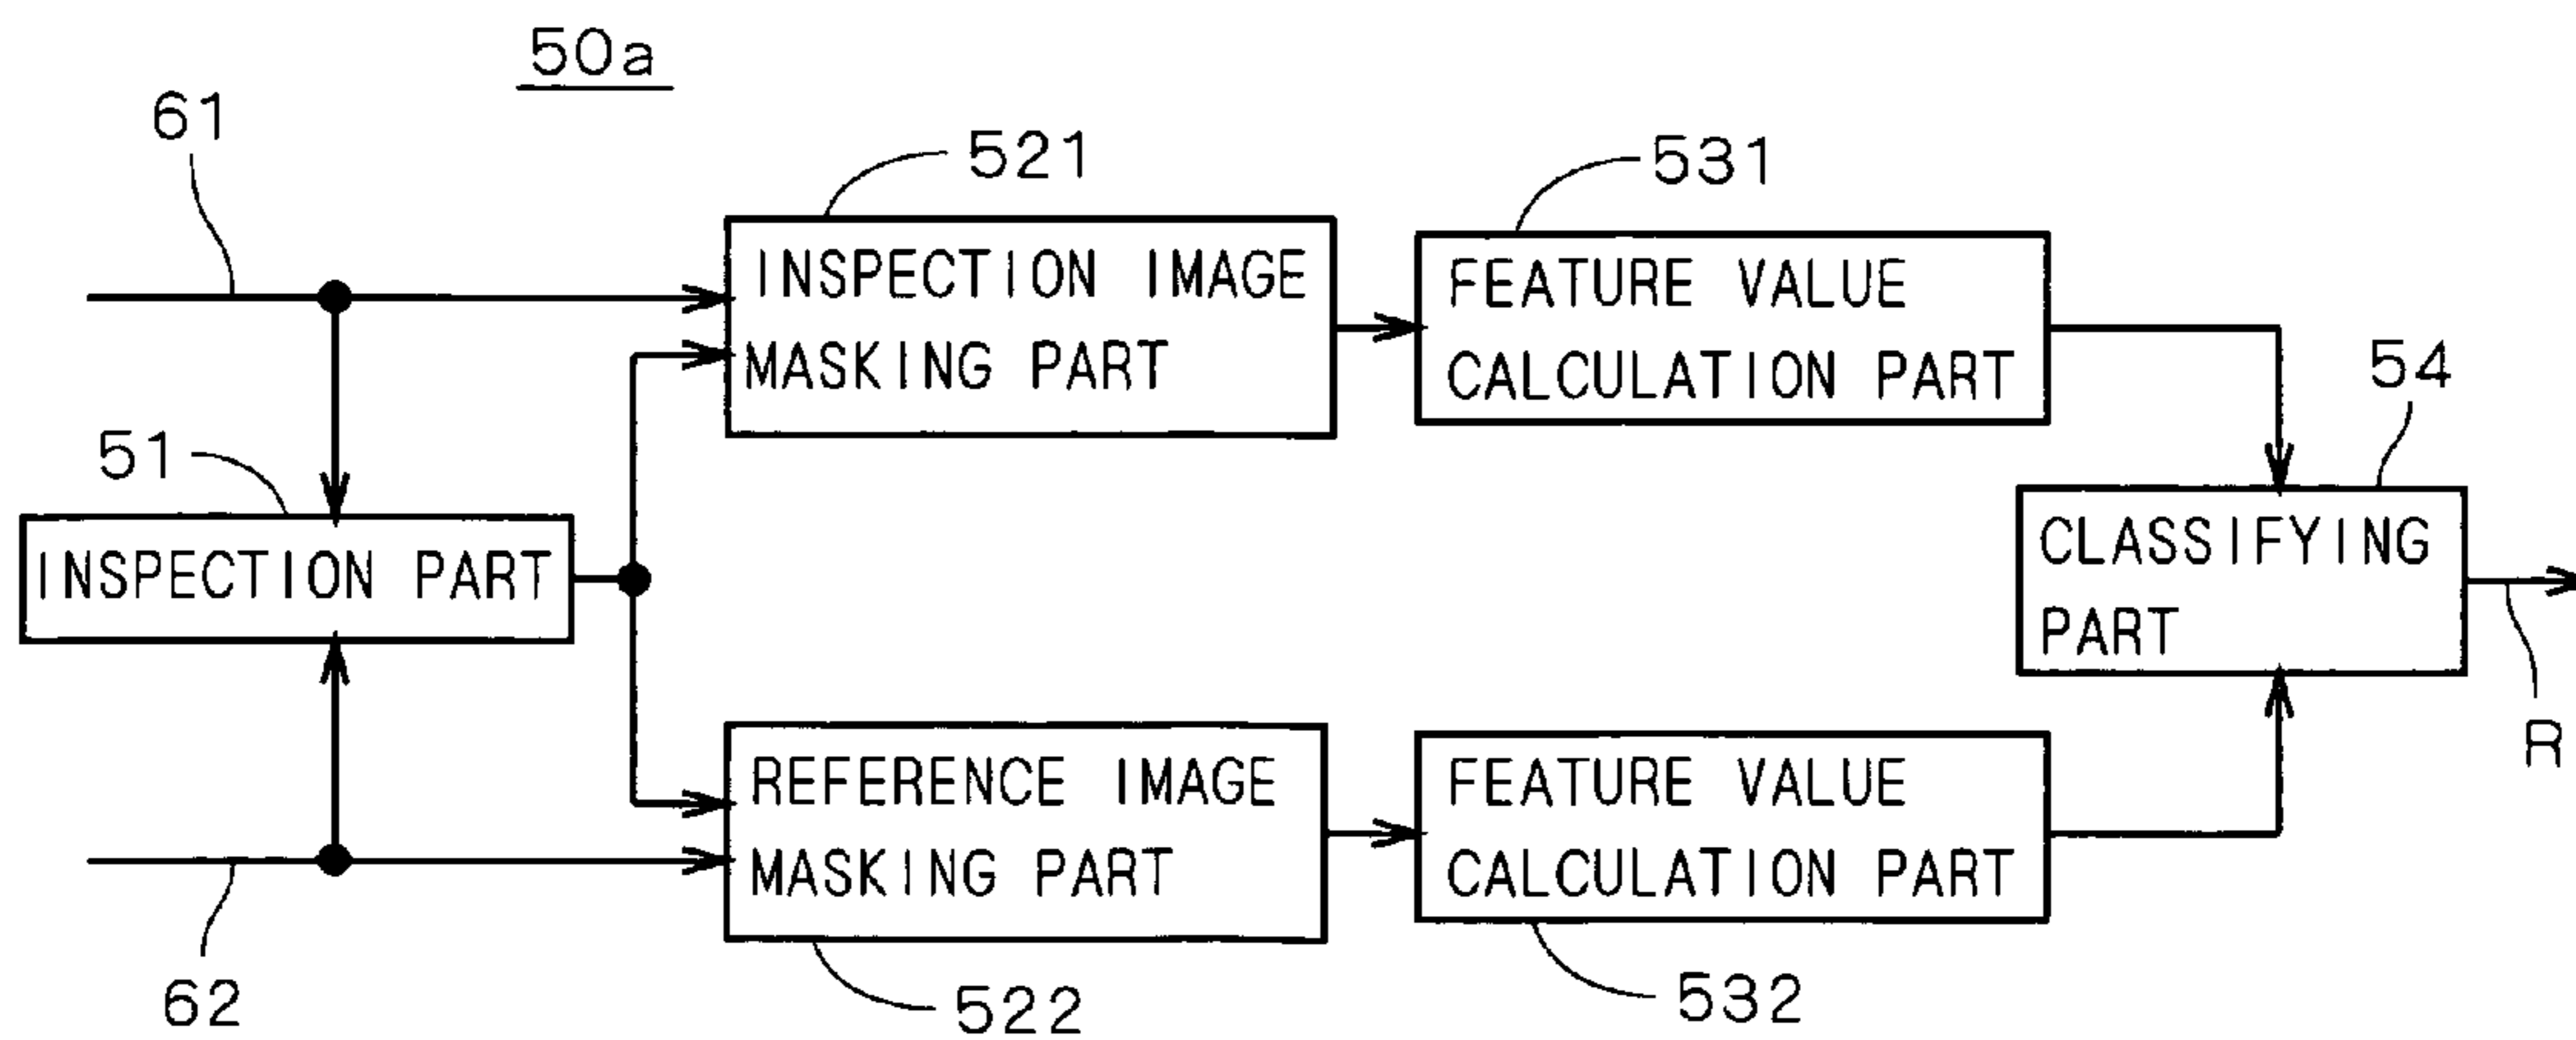 50a
61
521
531
INSPECTION IMAGE
MASKING PART
FEATURE VALUE
CALCULATION PART
54
51
INSPECTION PART
CLASSIFYING
PART
R
REFERENCE IMAGE
MASKING PART
FEATURE VALUE
CALCULATION PART
62
522
532